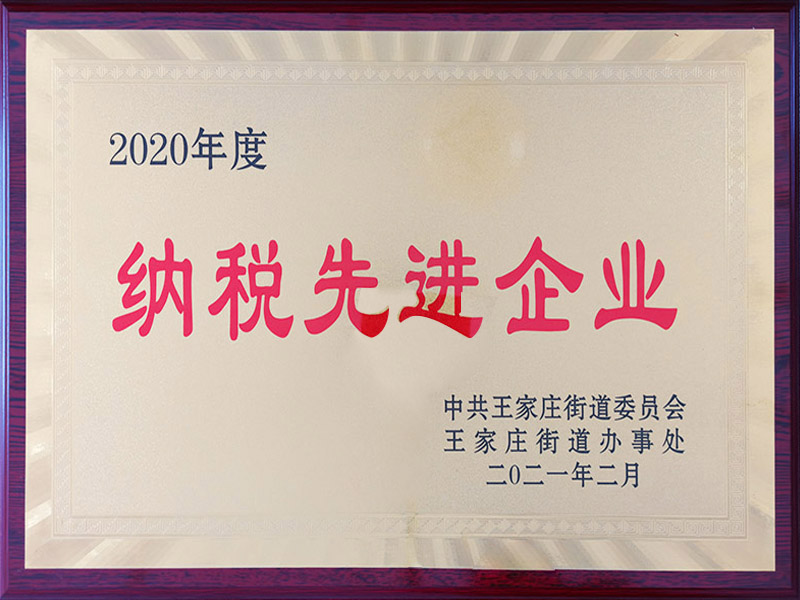 2020年度
纳税先进企业
中共王家庄街道委员会
王家庄街道办事处
二〇二一年二月